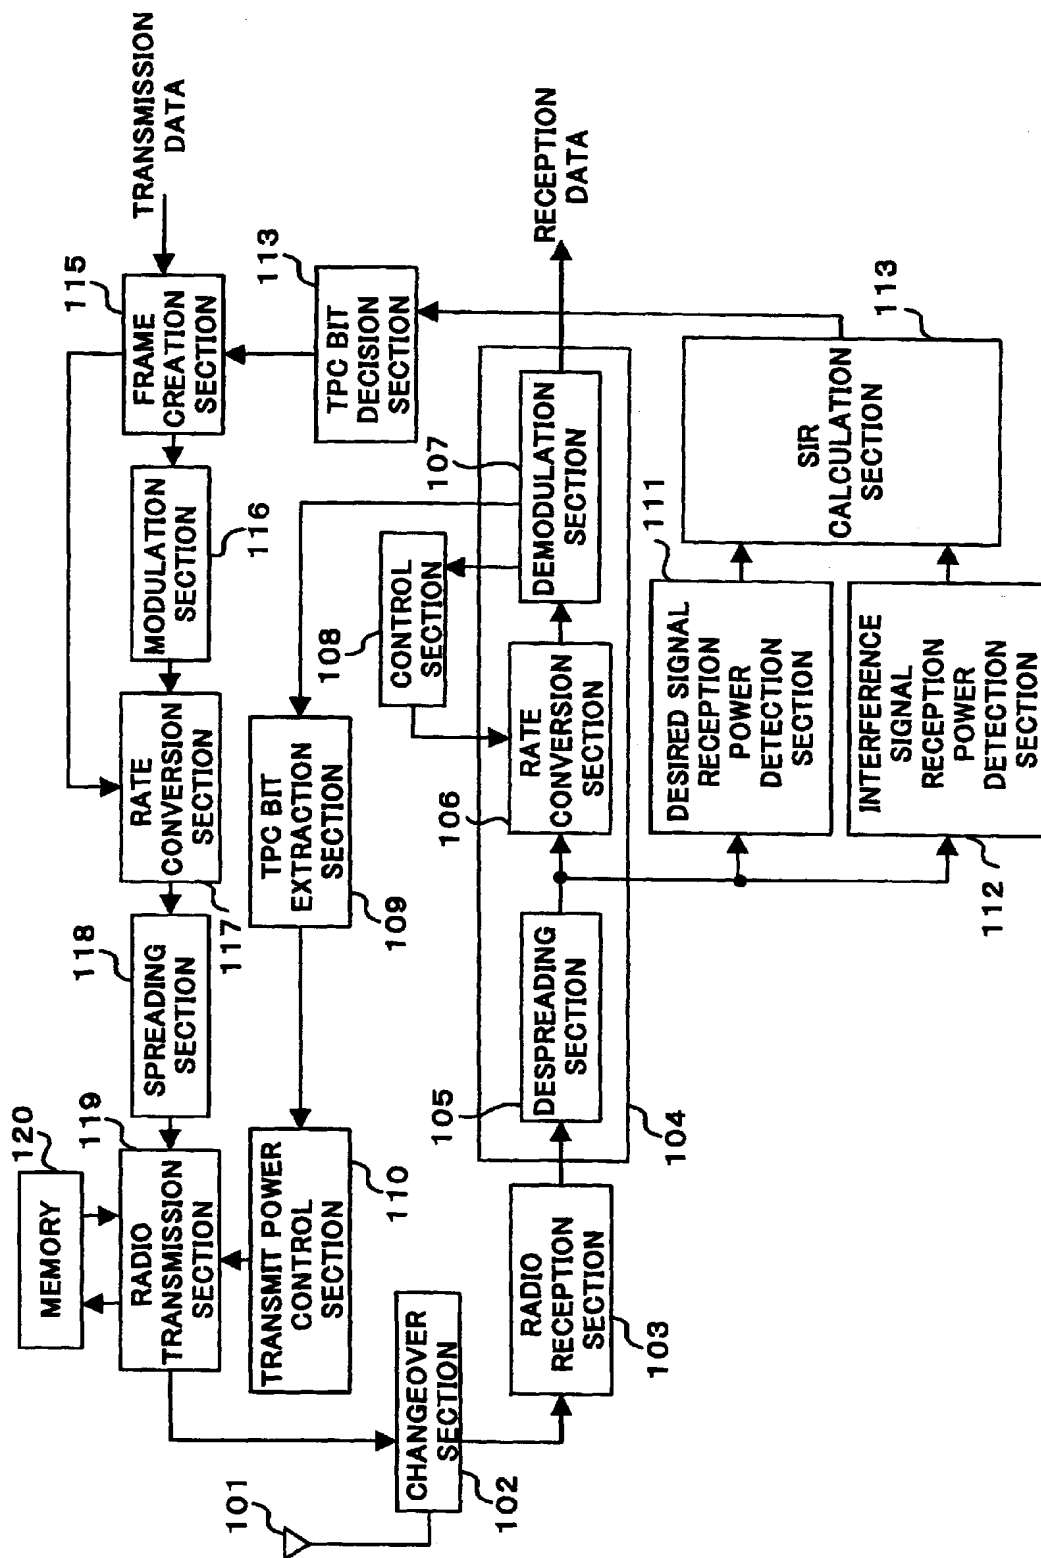 120
MEMORY
119
RADIO
TRANSMISSION
SECTION
118
SPREADING
SECTION
117
RATE
CONVERSION
SECTION
MODULATION
SECTION
116
115
FRAME
CREATION
SECTION
TRANSMISSION
DATA
TRANSMIT POWER
CONTROL
SECTION
110
TPC BIT
EXTRACTION
SECTION
109
113
TPC BIT
DECISION
SECTION
101
CHANGEOVER
SECTION
102
108
CONTROL
SECTION
RADIO
RECEPTION
SECTION
103
105
DESPREADING
SECTION
104
106
RATE
CONVERSION
SECTION
107
DEMODULATION
SECTION
RECEPTION
DATA
111
DESIRED SIGNAL
RECEPTION
POWER
DETECTION
SECTION
113
SIR
CALCULATION
SECTION
INTERFERENCE
SIGNAL
RECEPTION
POWER
DETECTION
SECTION
112